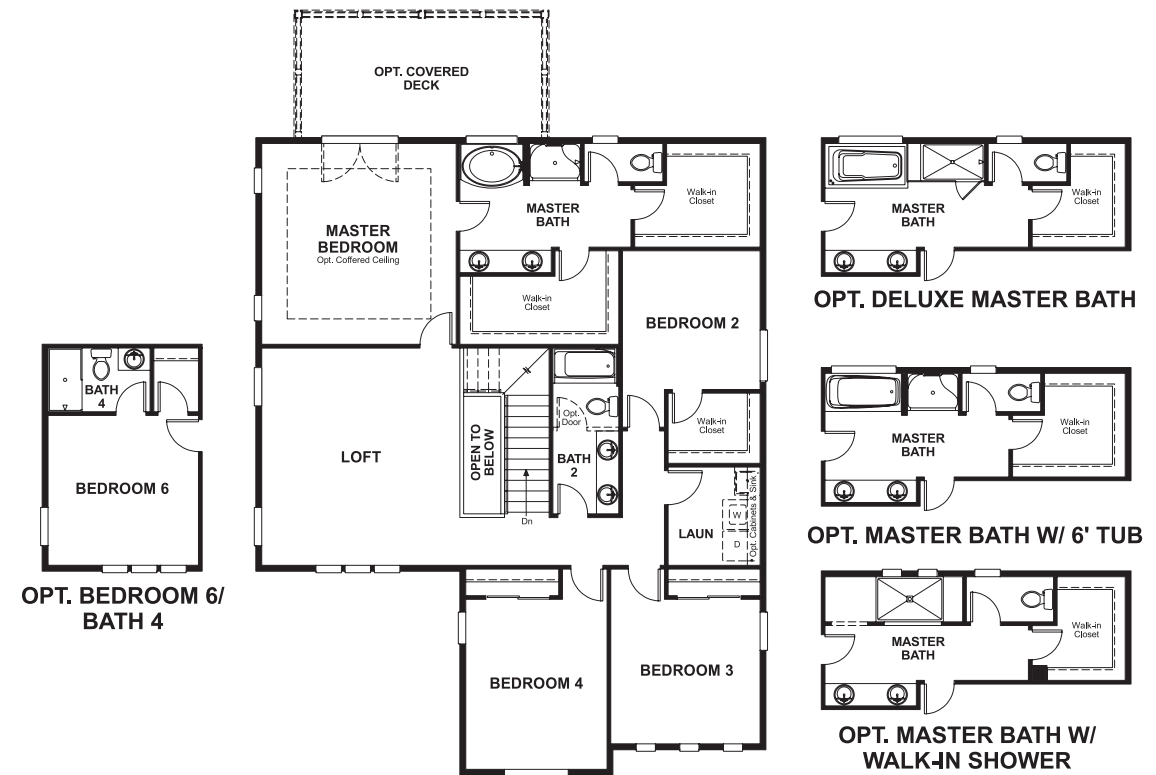 OPT. COVERED
DECK
MASTER
BEDROOM
Opt. Coffered Ceiling
MASTER
BATH
Walk-in
Closet
Walk-in
Closet
BEDROOM 2
Walk-in
Closet
LOFT
OPEN TO
BELOW
Dn
Opt.
Door
BATH
2
LAUN
W
D
Opt. Cabinets & Sink
BEDROOM 4
BEDROOM 3
BATH
4
BEDROOM 6
OPT. BEDROOM 6/
BATH 4
MASTER
BATH
Walk-in
Closet
OPT. DELUXE MASTER BATH
MASTER
BATH
Walk-in
Closet
OPT. MASTER BATH W/ 6' TUB
MASTER
BATH
Walk-in
Closet
OPT. MASTER BATH W/
WALK-IN SHOWER